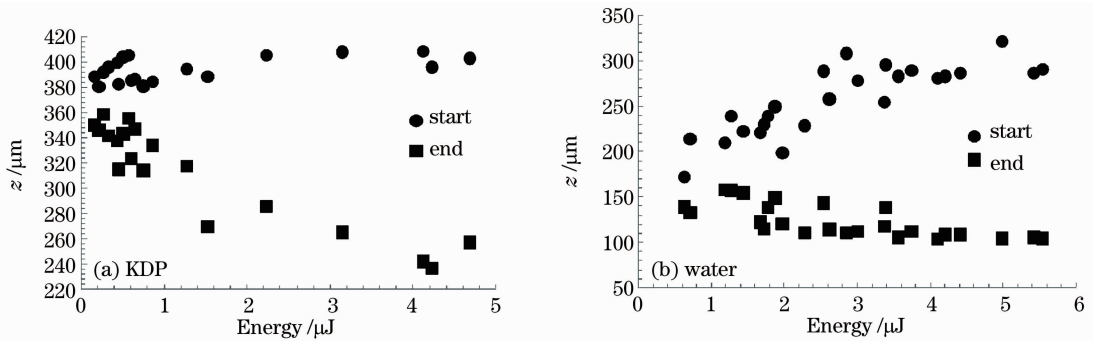 420
400
380
360
340
320
300
280
260
240
220
z /μm
start
end
(a) KDP
0 1 2 3 4 5
Energy /μJ
350
300
250
200
150
100
50
z /μm
start
end
(b) water
0 1 2 3 4 5 6
Energy /μJ